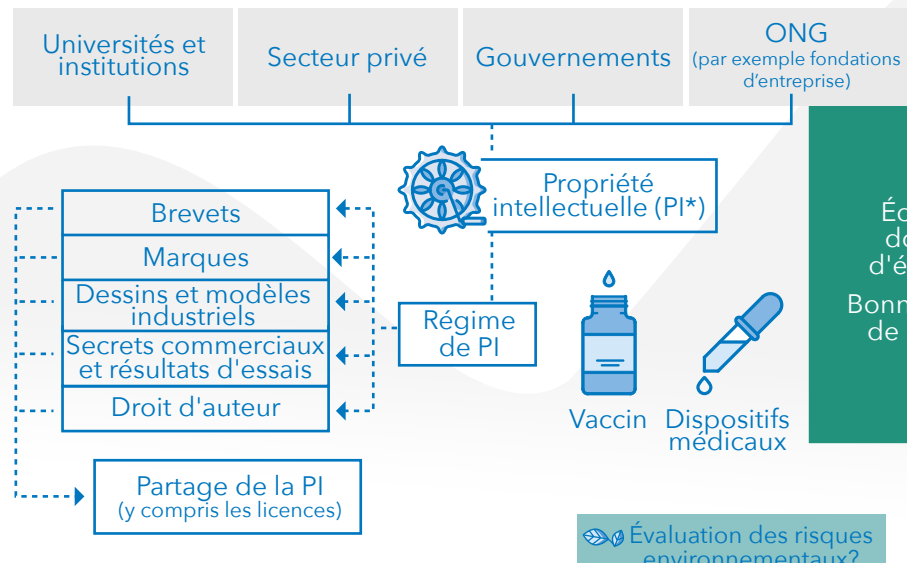 Universités et
institutions
Secteur privé
Gouvernements
ONG
(par exemple fondations
d'entreprise)
Propriété
intellectuelle (PI*)
Brevets
Marques
Dessins et modèles
industriels
Secrets commerciaux
et résultats d'essais
Droit d'auteur
Régime
de PI
Partage de la PI
(y compris les licences)
Vaccin
Dispositifs
médicaux
de
Évaluation des risques
environnementaux?